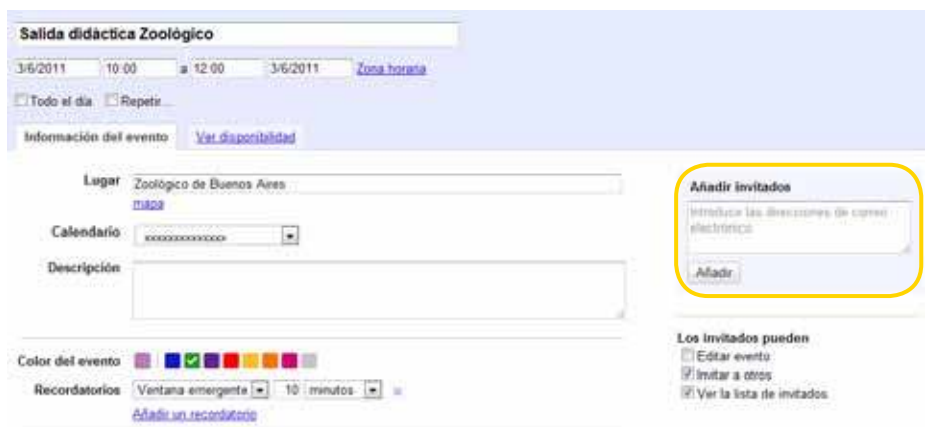 Salida didáctica Zoológico
3/6/2011 10:00 a 12:00 3/6/2011 Zona horaria
Todo el día Repetir...
Información del evento Ver disponibilidad
Lugar Zoológico de Buenos Aires
mapa
Calendario xxxxxxxxxxxxxx
Descripción
Color del evento
Recordatorios Ventana emergente 10 minutos
Añadir un recordatorio
Añadir invitados
Introduce las direcciones de correo
electrónico
Añadir
Los invitados pueden
Editar evento
Invitar a otros
Ver la lista de invitados